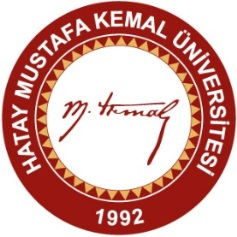 HATAY MUSTAFA KEMAL ÜNİVERSİTESİ
M. Kemal
1992